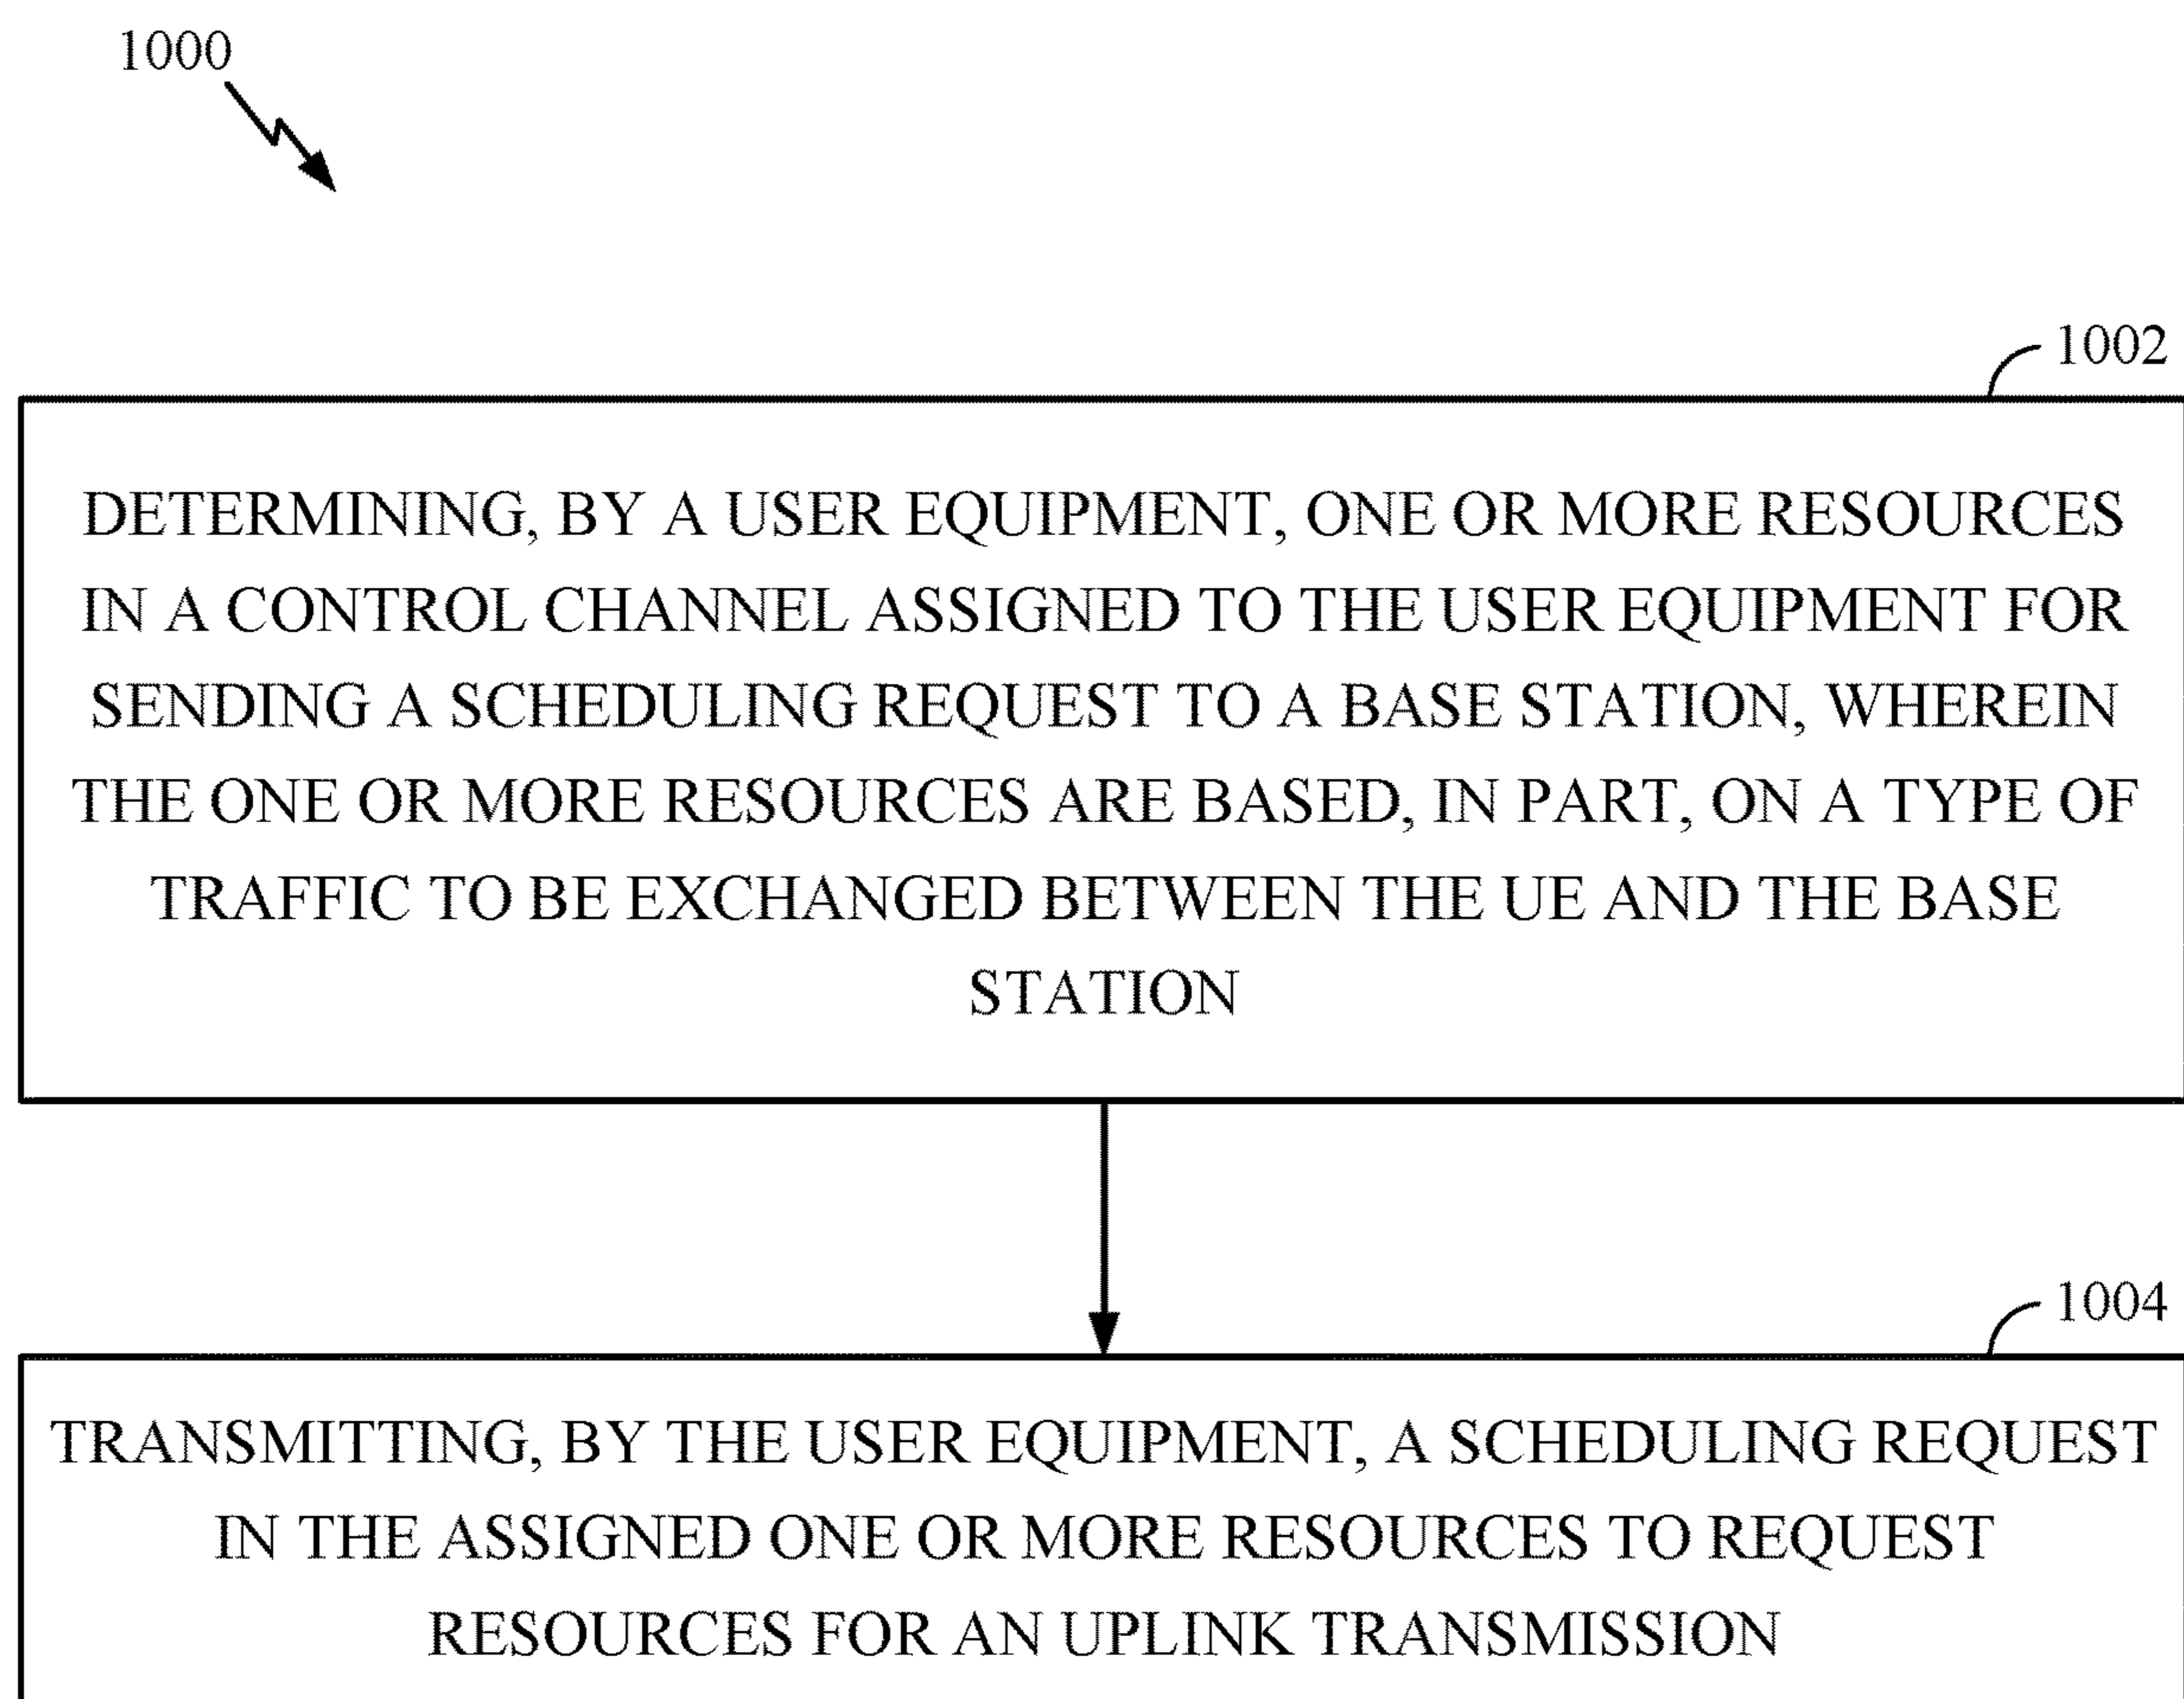 1000
1002
DETERMINING, BY A USER EQUIPMENT, ONE OR MORE RESOURCES
IN A CONTROL CHANNEL ASSIGNED TO THE USER EQUIPMENT FOR
SENDING A SCHEDULING REQUEST TO A BASE STATION, WHEREIN
THE ONE OR MORE RESOURCES ARE BASED, IN PART, ON A TYPE OF
TRAFFIC TO BE EXCHANGED BETWEEN THE UE AND THE BASE
STATION
1004
TRANSMITTING, BY THE USER EQUIPMENT, A SCHEDULING REQUEST
IN THE ASSIGNED ONE OR MORE RESOURCES TO REQUEST
RESOURCES FOR AN UPLINK TRANSMISSION